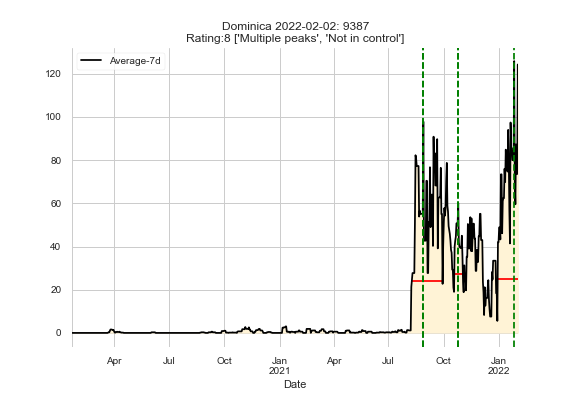 Dominica 2022-02-02: 9387
Rating:8 ['Multiple peaks', 'Not in control']
Average-7d
120
100
80
60
40
20
0
Apr Jul Oct Jan Apr Jul Oct Jan
2021 2022
Date